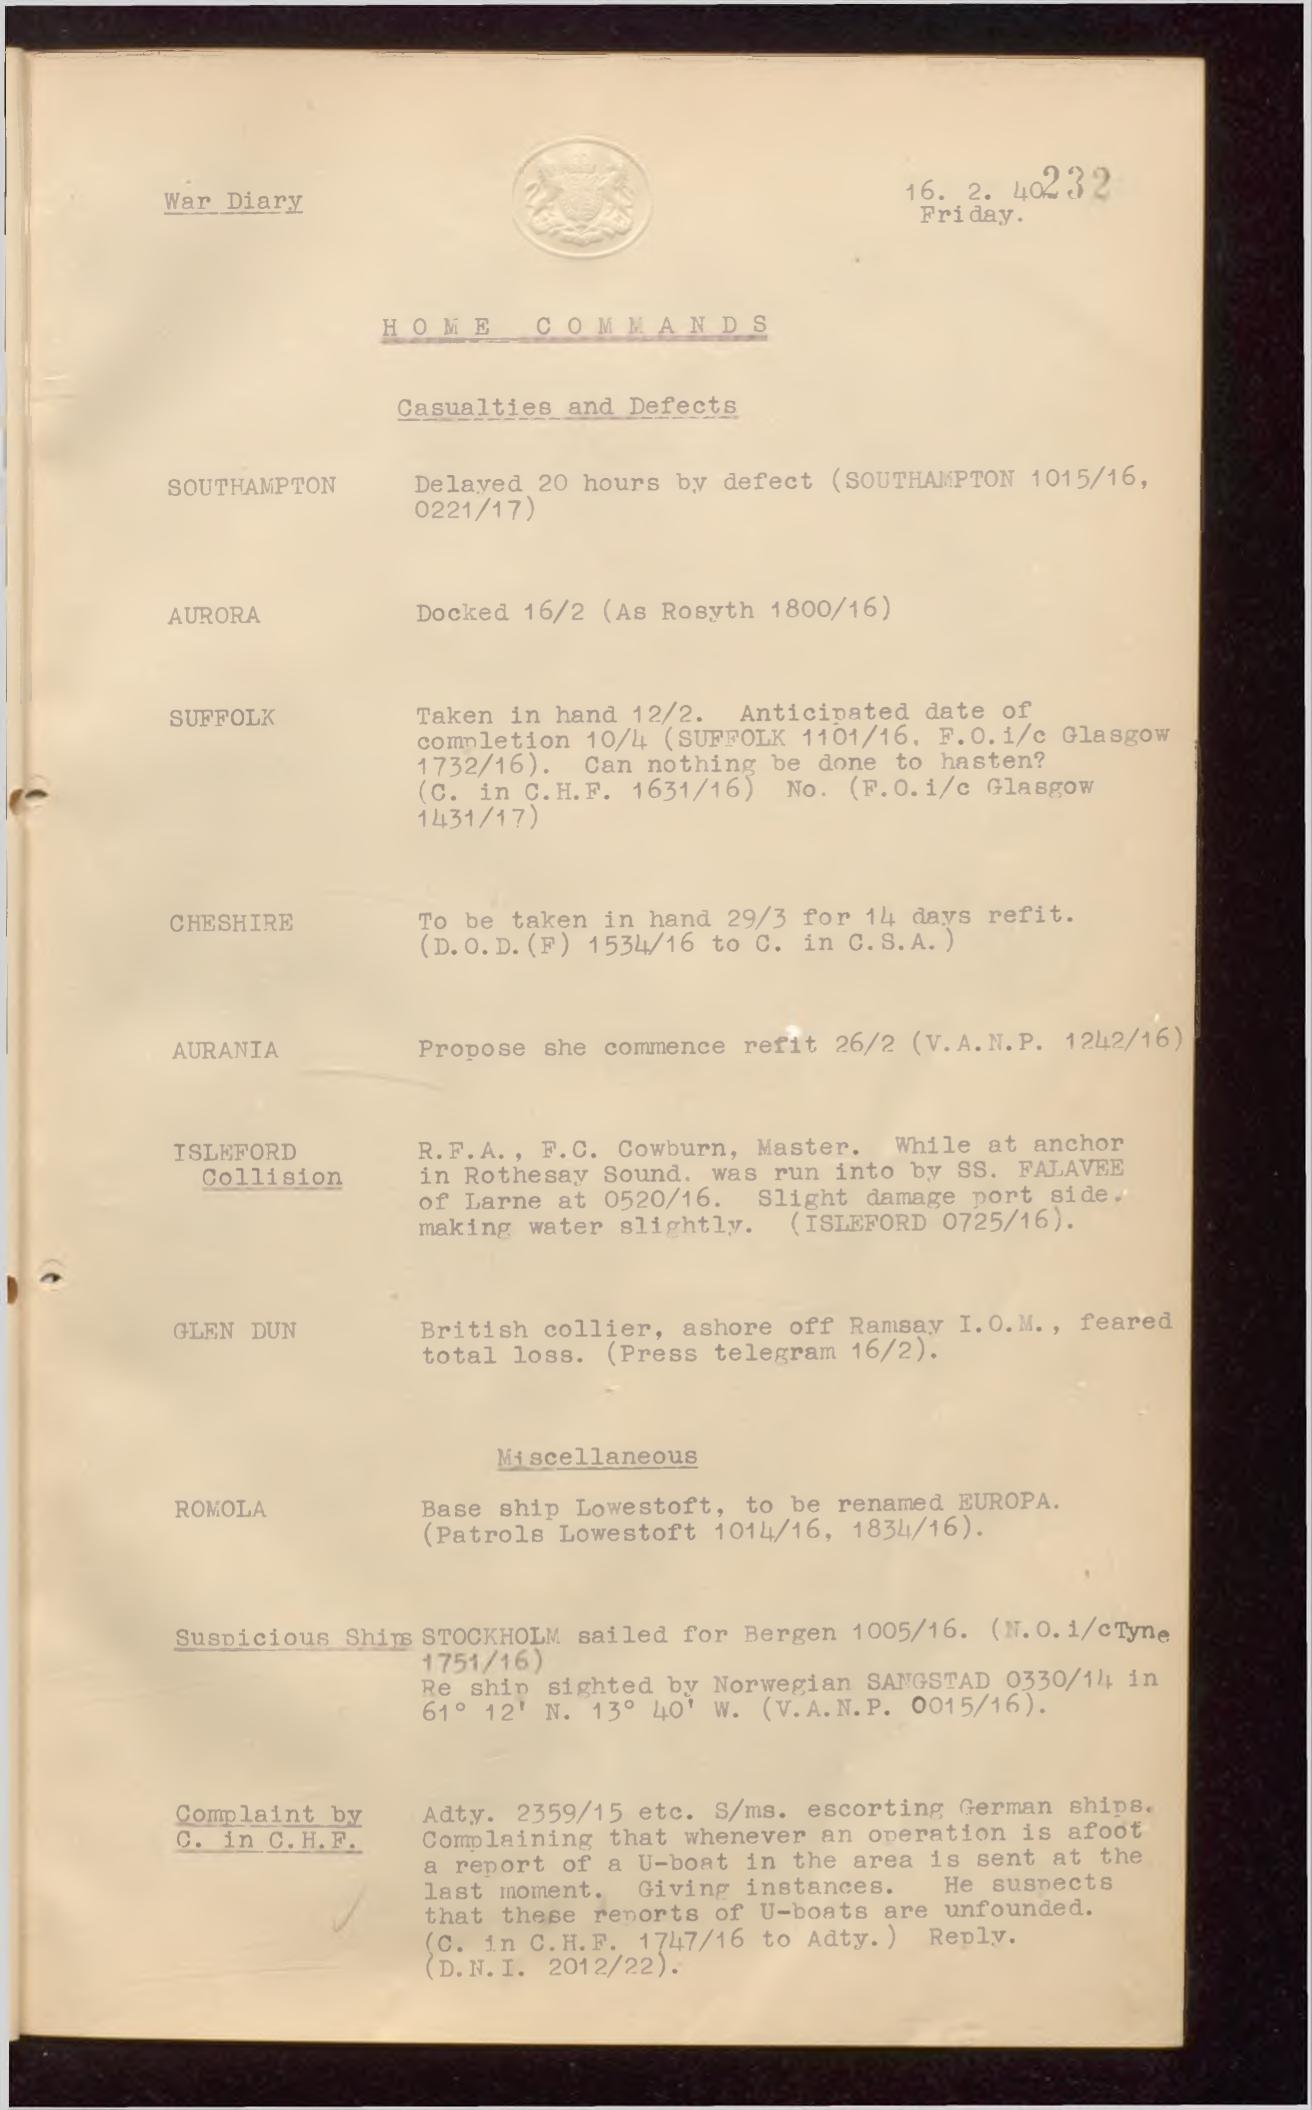 War Diary
16. 2. 40 232
Friday.
HOME COMMANDS
Casualties and Defects
SOUTHAMPTON Delayed 20 hours by defect (SOUTHAMPTON 1015/16,
0221/17)
AURORA Docked 16/2 (As Rosyth 1800/16)
SUFFOLK Taken in hand 12/2. Anticipated date of
completion 10/4 (SUFFOLK 1101/16, F.O.i/c Glasgow
1732/16). Can nothing be done to hasten?
(C. in C.H.F. 1631/16) No. (F.O.i/c Glasgow
1431/17)
CHESHIRE To be taken in hand 29/3 for 14 days refit.
(D.O.D.(F) 1534/16 to C. in C.S.A.)
AURANIA Propose she commence refit 26/2 (V.A.N.P. 1242/16)
ISLEFORD R.F.A., F.C. Cowburn, Master. While at anchor
Collision in Rothesay Sound. was run into by SS. FALAVEE
of Larne at 0520/16. Slight damage port side.
making water slightly. (ISLEFORD 0725/16).
GLEN DUN British collier, ashore off Ramsay I.O.M., feared
total loss. (Press telegram 16/2).
Miscellaneous
ROMOLA Base ship Lowestoft, to be renamed EUROPA.
(Patrols Lowestoft 1014/16, 1834/16).
Suspicious Ships STOCKHOLM sailed for Bergen 1005/16. (N.O.i/cTyne
1751/16)
Re ship sighted by Norwegian SANGSTAD 0330/14 in
61° 12' N. 13° 40' W. (V.A.N.P. 0015/16).
Complaint by Adty. 2359/15 etc. S/ms. escorting German ships.
C. in C.H.F. Complaining that whenever an operation is afoot
a report of a U-boat in the area is sent at the
last moment. Giving instances. He suspects
that these reports of U-boats are unfounded.
(C. in C.H.F. 1747/16 to Adty.) Reply.
(D.N.I. 2012/22).